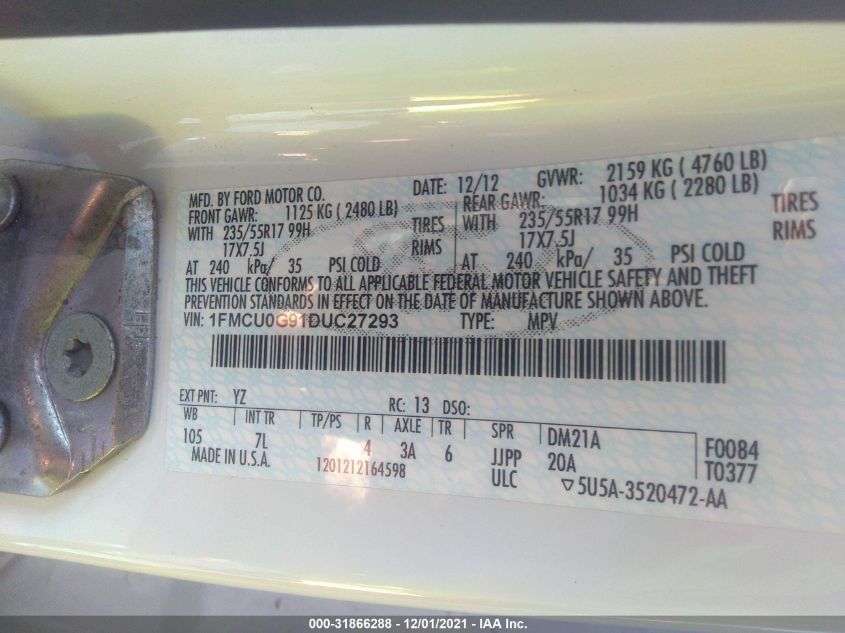 MFD. BY FORD MOTOR CO. DATE: 12/12 GVWR: 2159 KG ( 4760 LB)
FRONT GAWR: 1125 KG ( 2480 LB) REAR GAWR: 1034 KG ( 2280 LB)
WITH 235/55R17 99H TIRES WITH 235/55R17 99H TIRES
17X7.5J RIMS 17X7.5J RIMS
AT 240 kPa/ 35 PSI COLD AT 240 kPa/ 35 PSI COLD
THIS VEHICLE CONFORMS TO ALL APPLICABLE FEDERAL MOTOR VEHICLE SAFETY AND THEFT
PREVENTION STANDARDS IN EFFECT ON THE DATE OF MANUFACTURE SHOWN ABOVE.
VIN: 1FMCU0G91DUC27293 TYPE: MPV
EXT PNT: YZ RC: 13 DSO:
WB INT TR TP/PS R AXLE TR SPR DM21A F0084
105 7L 4 3A 6 JJPP 20A T0377
MADE IN U.S.A. 1201212164598 ULC ▽5U5A-3520472-AA
000-31866288 - 12/01/2021 - IAA Inc.